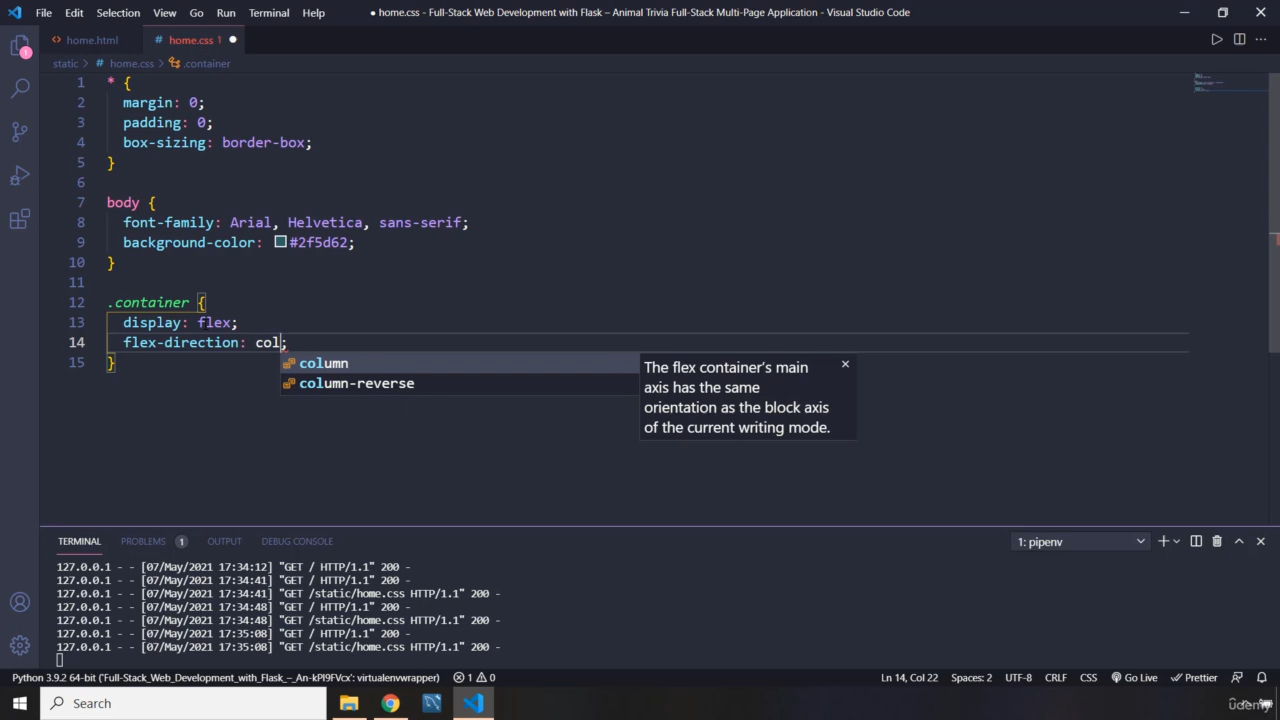 File Edit Selection View Go Run Terminal Help ● home.css - Full-Stack Web Development with Flask – Animal Trivia Full-Stack Multi-Page Application - Visual Studio Code
1 <> home.html # home.css 1 ●
static > # home.css > .container
1 * {
2 margin: 0;
3 padding: 0;
4 box-sizing: border-box;
5 }
6
7 body {
8 font-family: Arial, Helvetica, sans-serif;
9 background-color: #2f5d62;
10 }
11
12 .container {
13 display: flex;
14 flex-direction: col;
15 }
column
column-reverse
The flex container's main
axis has the same
orientation as the block axis
of the current writing mode.
TERMINAL PROBLEMS 1 OUTPUT DEBUG CONSOLE 1: pipenv
127.0.0.1 - - [07/May/2021 17:34:12] "GET / HTTP/1.1" 200 -
127.0.0.1 - - [07/May/2021 17:34:41] "GET / HTTP/1.1" 200 -
127.0.0.1 - - [07/May/2021 17:34:41] "GET /static/home.css HTTP/1.1" 200 -
127.0.0.1 - - [07/May/2021 17:34:48] "GET / HTTP/1.1" 200 -
127.0.0.1 - - [07/May/2021 17:34:48] "GET /static/home.css HTTP/1.1" 200 -
127.0.0.1 - - [07/May/2021 17:35:08] "GET / HTTP/1.1" 200 -
127.0.0.1 - - [07/May/2021 17:35:08] "GET /static/home.css HTTP/1.1" 200 -
Python 3.9.2 64-bit ('Full-Stack_Web_Development_with_Flask_–_An-kPI9FVcx': virtualenvwrapper) 1 0 Ln 14, Col 22 Spaces: 2 UTF-8 CRLF CSS Go Live Prettier
Search
udemy